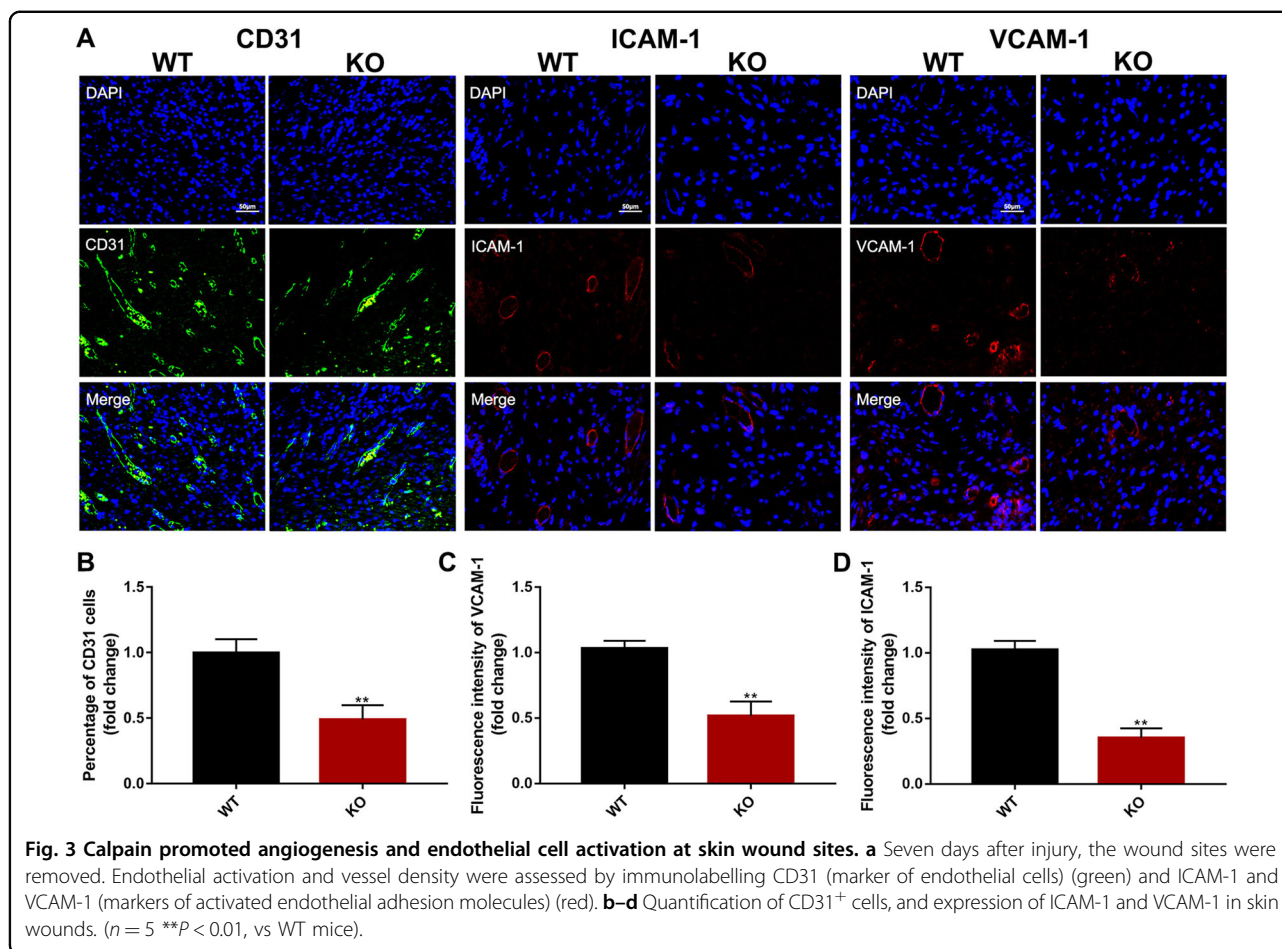 A
CD31 ICAM-1 VCAM-1
WT KO WT KO WT KO
DAPI DAPI DAPI
50μm 50μm 50μm
CD31 ICAM-1 VCAM-1
Merge Merge Merge
B
Percentage of CD31 cells
(fold change)
1.5
1.0
0.5
0.0
**
WT KO
C
Fluorescence intensity of VCAM-1
(fold change)
1.5
1.0
0.5
0.0
**
WT KO
D
Fluorescence intensity of ICAM-1
(fold change)
1.5
1.0
0.5
0.0
**
WT KO
Fig. 3 Calpain promoted angiogenesis and endothelial cell activation at skin wound sites. a Seven days after injury, the wound sites were
removed. Endothelial activation and vessel density were assessed by immunolabelling CD31 (marker of endothelial cells) (green) and ICAM-1 and
VCAM-1 (markers of activated endothelial adhesion molecules) (red). b–d Quantification of CD31⁺ cells, and expression of ICAM-1 and VCAM-1 in skin
wounds. (n = 5 **P < 0.01, vs WT mice).